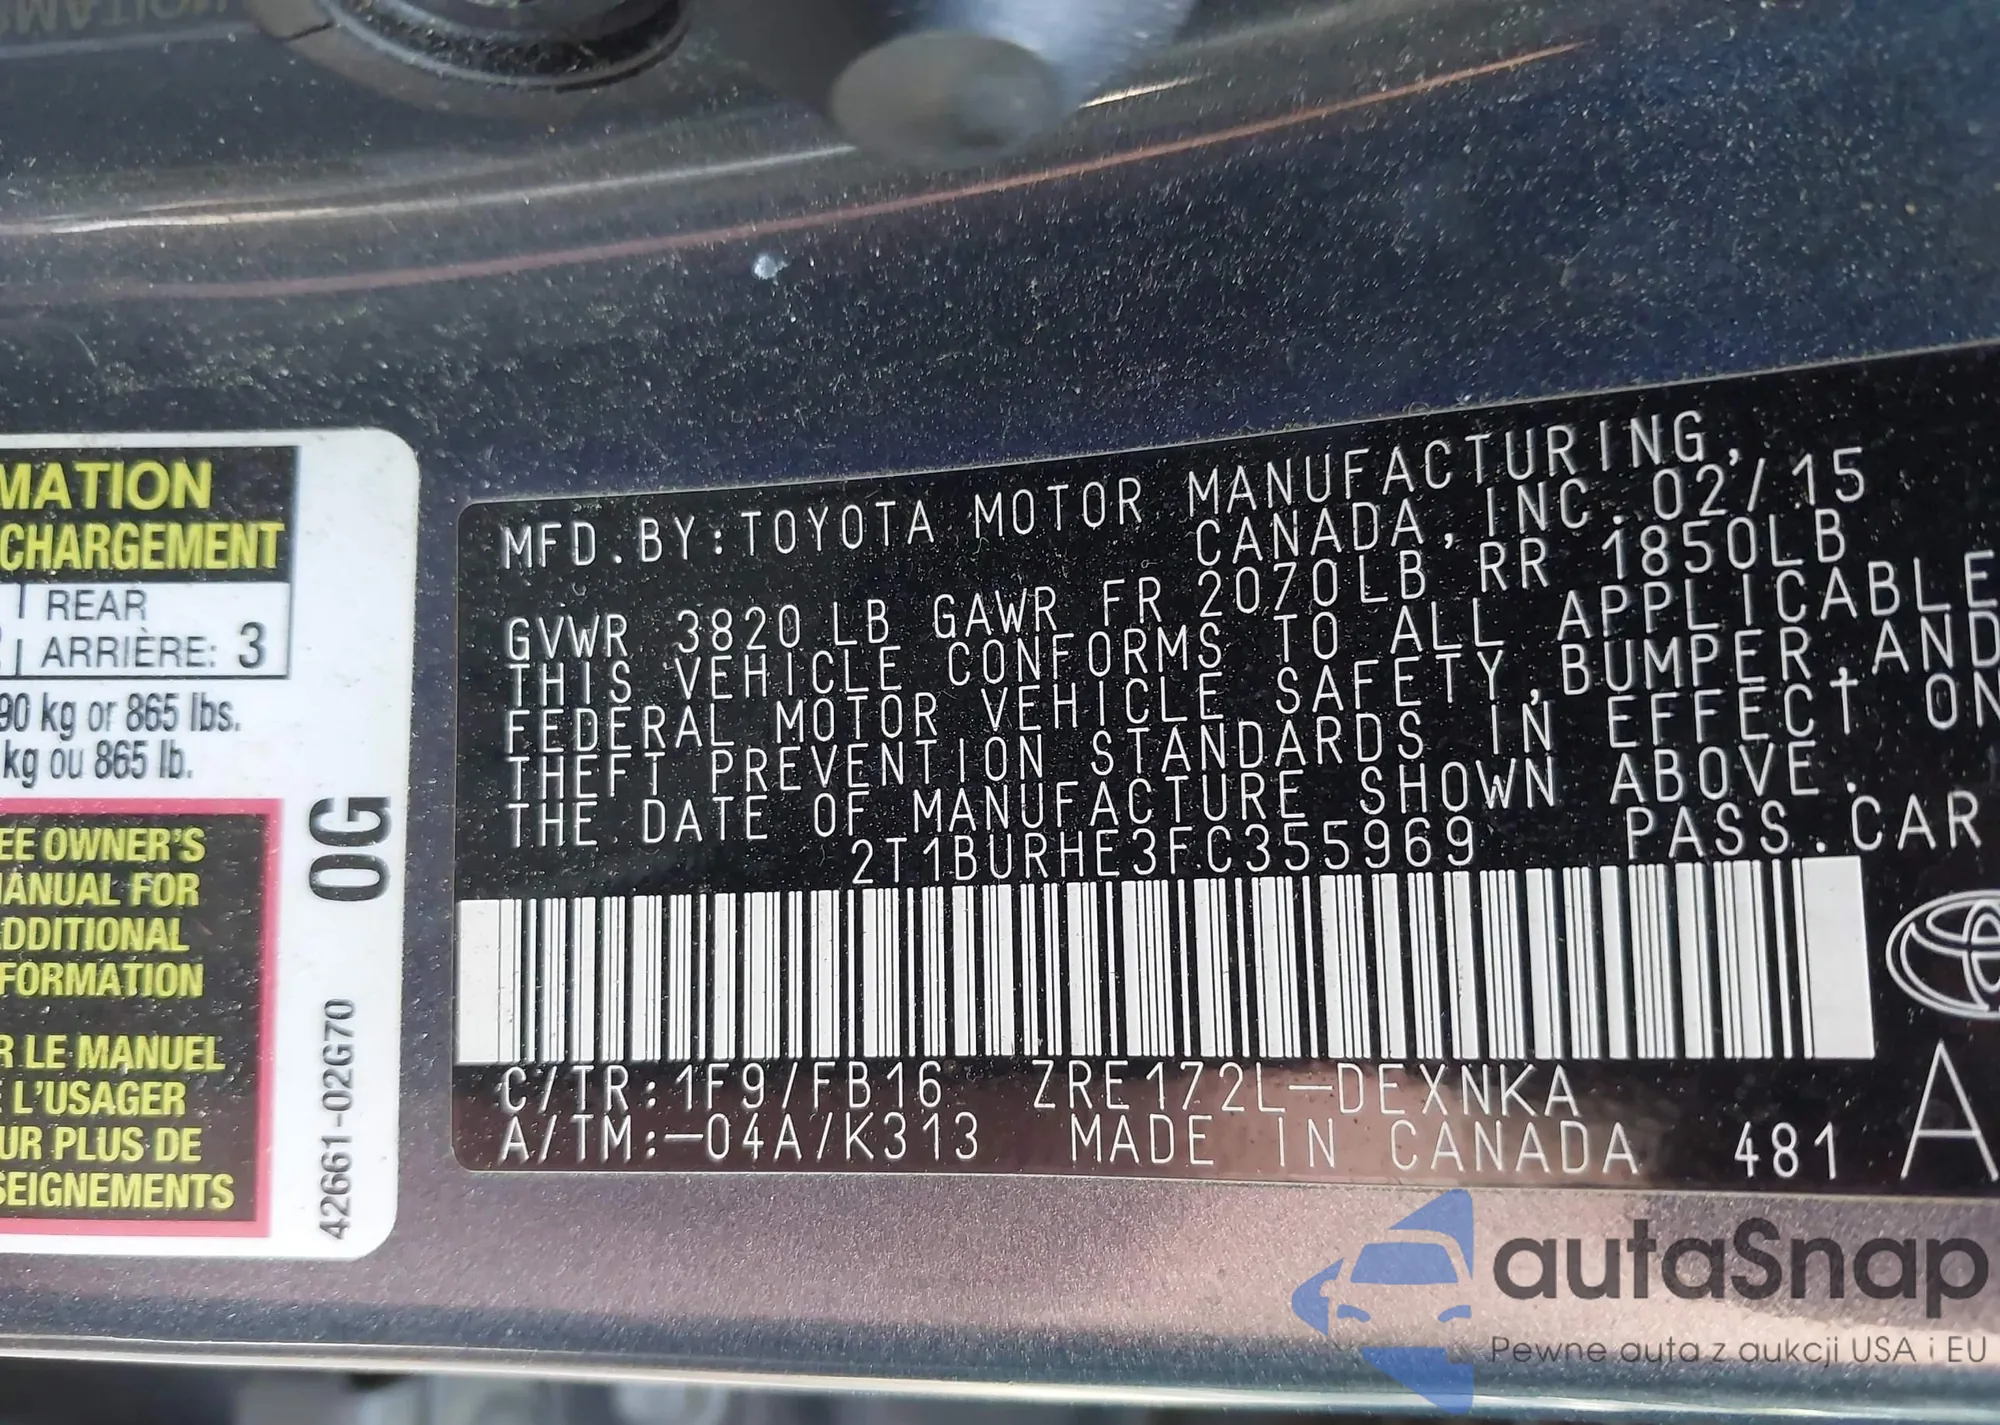 MATION
CHARGEMENT
REAR
ARRIÈRE: 3
90 kg or 865 lbs.
kg ou 865 lb.
EE OWNER'S
MANUAL FOR
ADDITIONAL
FORMATION
R LE MANUEL
L'USAGER
UR PLUS DE
SEIGNEMENTS
0G
42661-02G70
MFD.BY:TOYOTA MOTOR MANUFACTURING,
CANADA,INC.02/15
GVWR 3820LB GAWR FR 2070LB RR 1850LB
THIS VEHICLE CONFORMS TO ALL APPLICABLE
FEDERAL MOTOR VEHICLE SAFETY,BUMPER,AND
THEFT PREVENTION STANDARDS IN EFFECT ON
THE DATE OF MANUFACTURE SHOWN ABOVE.
2T1BURHE3FC355969 PASS.CAR
C/TR:1F9/FB16 ZRE172L-DEXNKA
A/TM:-04A/K313 MADE IN CANADA 481 A
autaSnap
Pewne auta z aukcji USA i EU